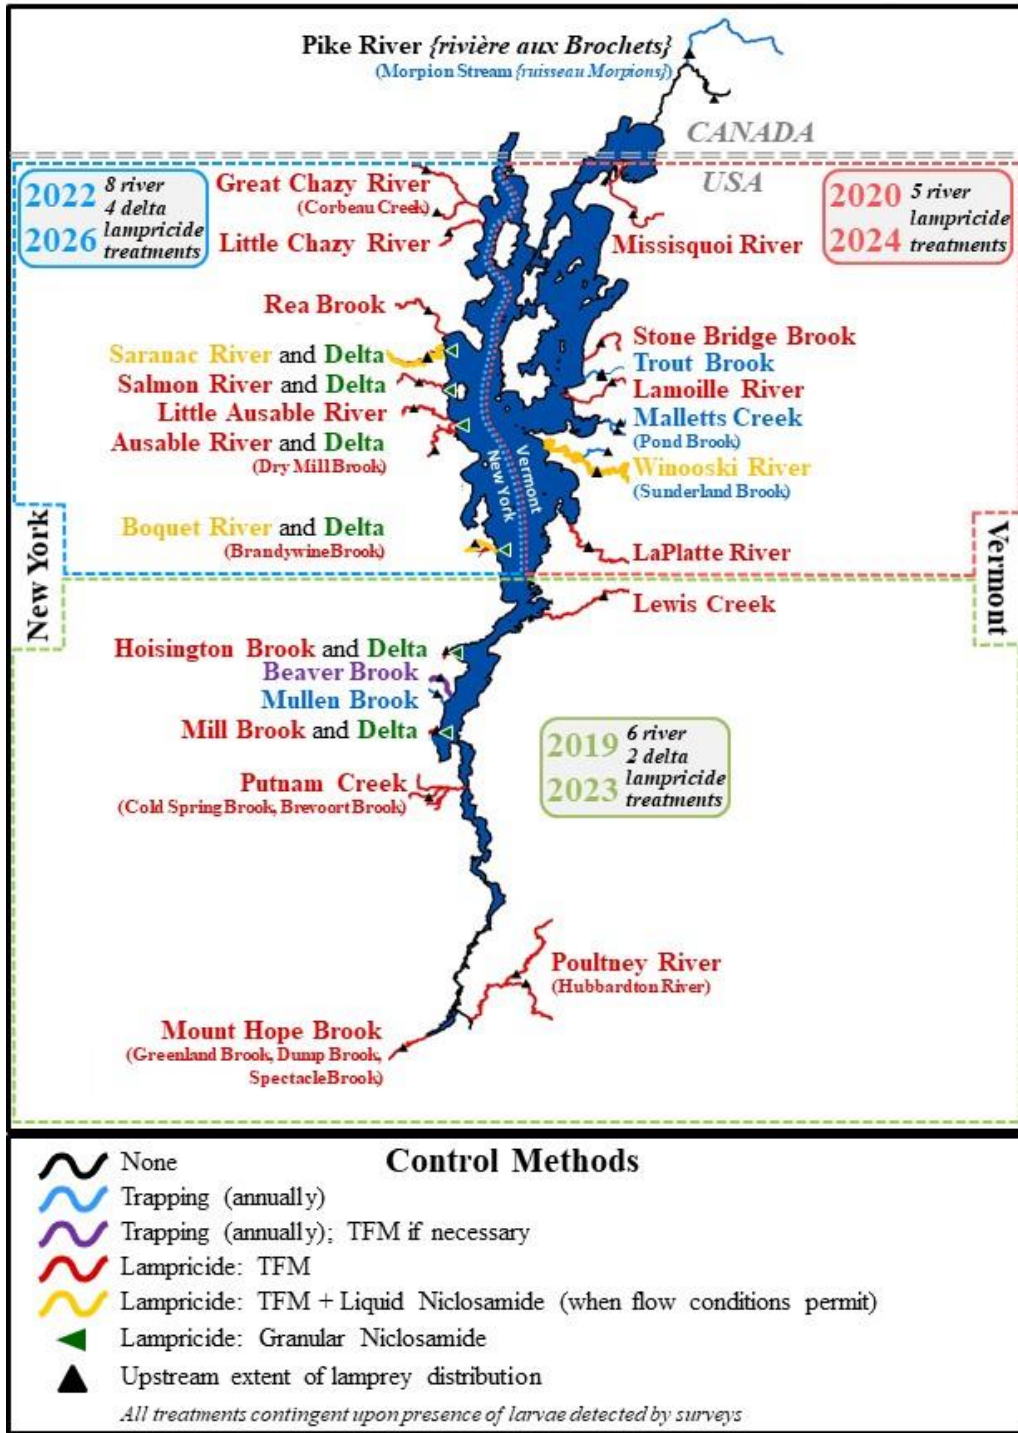 Pike River {rivière aux Brochets}
(Morpion Stream {ruisseau Morpions})
CANADA
USA
2022 8 river
4 delta
2026 lampricide
treatments
2020 5 river
lampricide
2024 treatments
Great Chazy River
(Corbeau Creek)
Little Chazy River
Missisquoi River
Rea Brook
Saranac River and Delta
Salmon River and Delta
Little Ausable River
Ausable River and Delta
(Dry Mill Brook)
Boquet River and Delta
(Brandywine Brook)
Stone Bridge Brook
Trout Brook
Lamoille River
Malletts Creek
(Pond Brook)
Winooski River
(Sunderland Brook)
LaPlatte River
Vermont
New York
New York
Vermont
Lewis Creek
Hoisington Brook and Delta
Beaver Brook
Mullen Brook
Mill Brook and Delta
Putnam Creek
(Cold Spring Brook, Brevoort Brook)
2019 6 river
2 delta
2023 lampricide
treatments
Poultney River
(Hubbardton River)
Mount Hope Brook
(Greenland Brook, Dump Brook,
Spectacle Brook)
Control Methods
None
Trapping (annually)
Trapping (annually); TFM if necessary
Lampricide: TFM
Lampricide: TFM + Liquid Niclosamide (when flow conditions permit)
Lampricide: Granular Niclosamide
Upstream extent of lamprey distribution
All treatments contingent upon presence of larvae detected by surveys